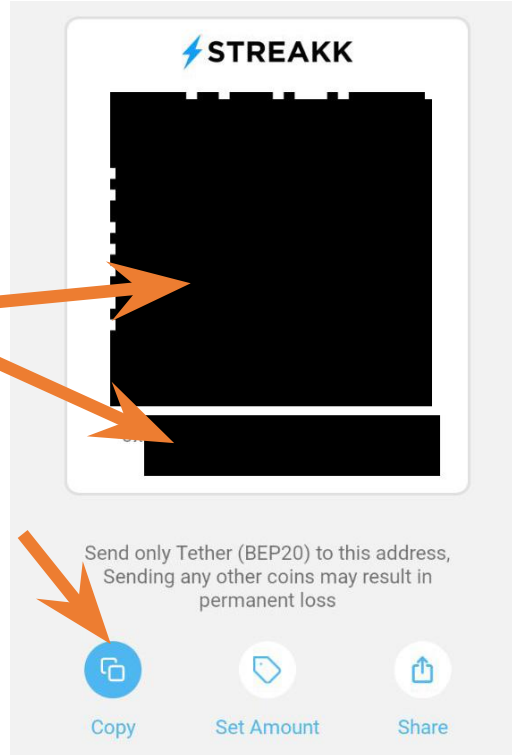 STREAKK
Send only Tether (BEP20) to this address,
Sending any other coins may result in
permanent loss
Copy Set Amount Share